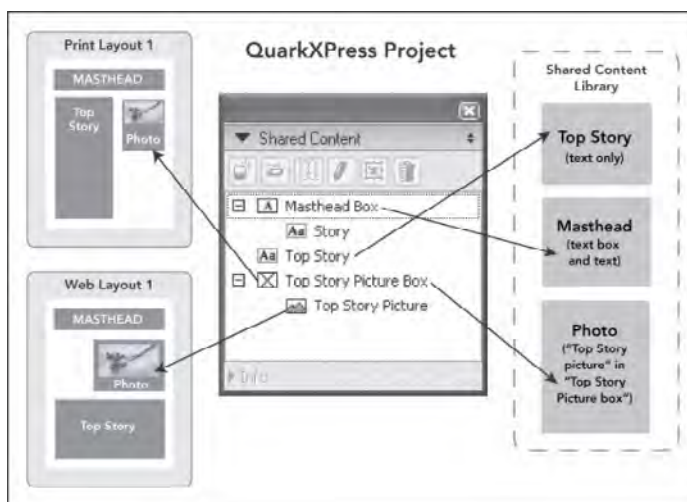 QuarkXPress Project
Print Layout 1
MASTHEAD
Top
Story
Photo
Web Layout 1
MASTHEAD
Photo
Top Story
Shared Content
Masthead Box
Aa Story
Aa Top Story
Top Story Picture Box
Top Story Picture
Info
Shared Content
Library
Top Story
(text only)
Masthead
(text box
and text)
Photo
("Top Story
picture" in
"Top Story
Picture box")